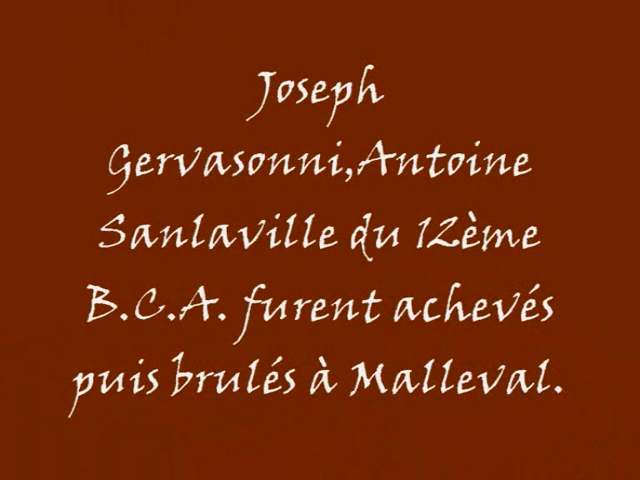 Joseph
Gervasonni,Antoine
Sanlaville du 12ème
B.C.A. furent achevés
puis brulés à Malleval.